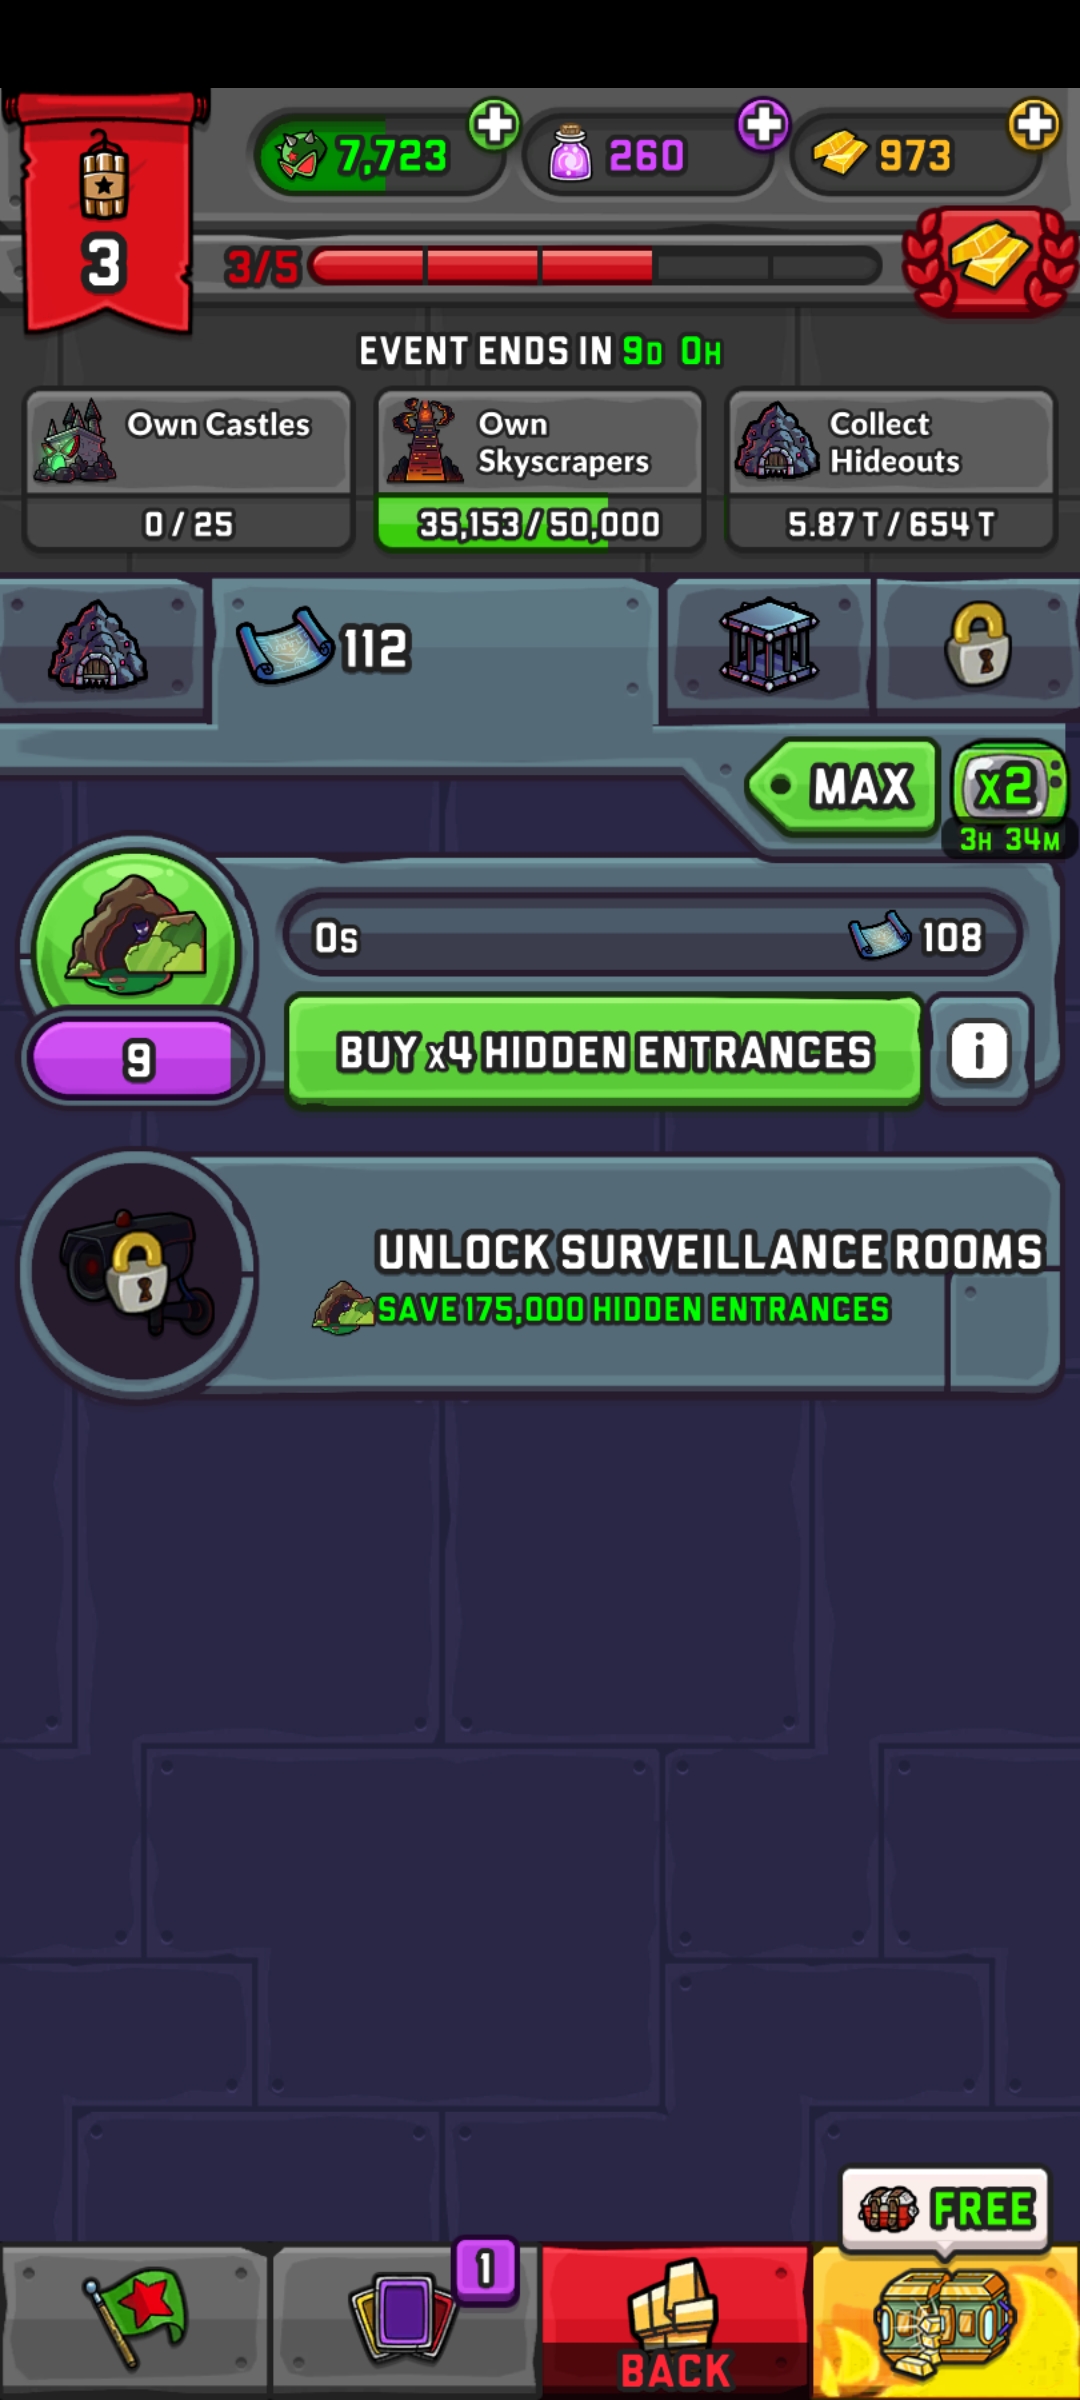 7,723
260
973
3
3/5
EVENT ENDS IN 9D 0H
Own Castles
0 / 25
Own
Skyscrapers
35,153 / 50,000
Collect
Hideouts
5.87 T / 654 T
112
MAX
x2
3H 34M
0s
108
9
BUY x4 HIDDEN ENTRANCES
i
UNLOCK SURVEILLANCE ROOMS
SAVE 175,000 HIDDEN ENTRANCES
FREE
1
BACK